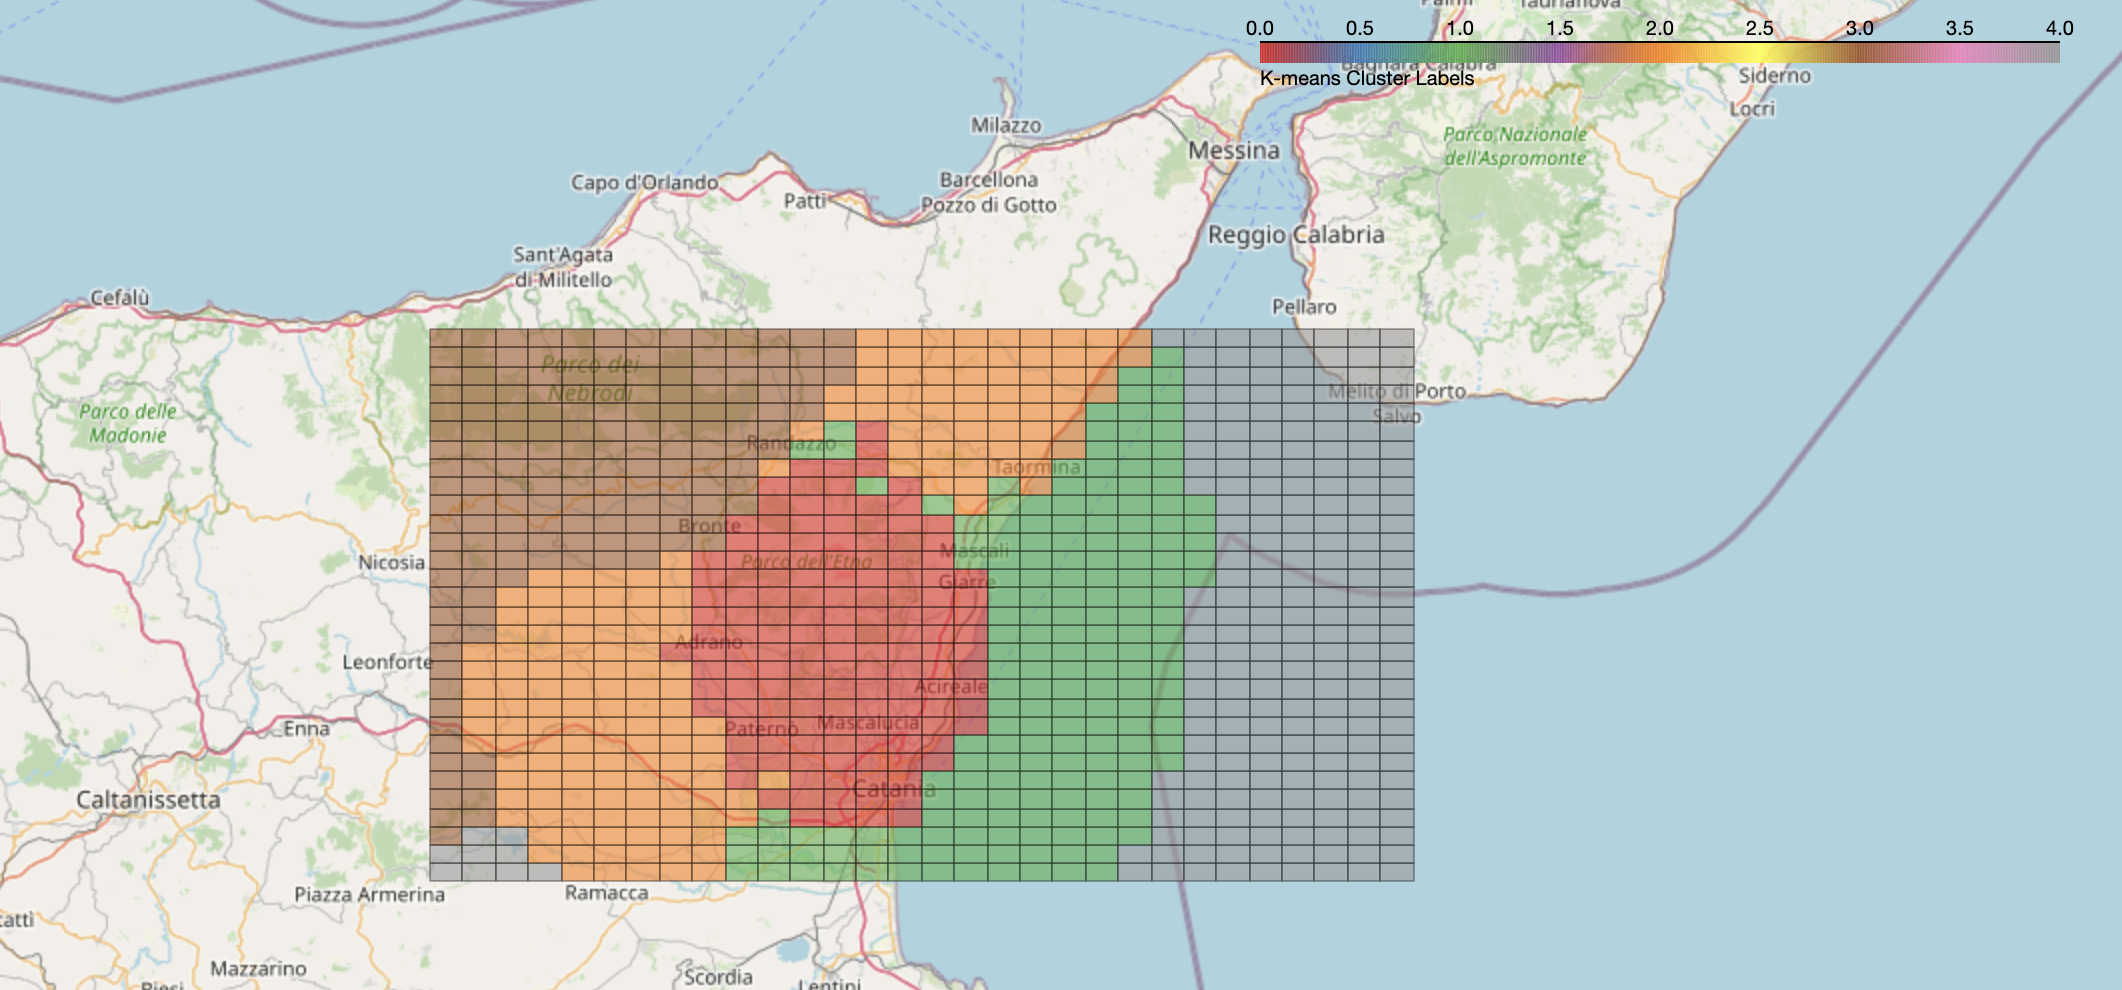 Taurianova
0.0 0.5 1.0 1.5 2.0 2.5 3.0 3.5 4.0
Bagnara Calabra
K-means Cluster Labels
Siderno
Locri
Milazzo
Parco Nazionale
dell'Aspromonte
Messina
Capo d'Orlando
Barcellona
Pozzo di Gotto
Patti
Reggio Calabria
Sant'Agata
di Militello
Cefalù
Pellaro
Parco dei
Nebrodi
Melito di Porto
Salvo
Parco delle
Madonie
Randazzo
Taormina
Bronte
Mascali
Parco dell'Etna
Nicosia
Giarre
Adrano
Leonforte
Acireale
Mascalucia
Paternò
Enna
Catania
Caltanissetta
Piazza Armerina
Ramacca
Mazzarino
Scordia
Lentini